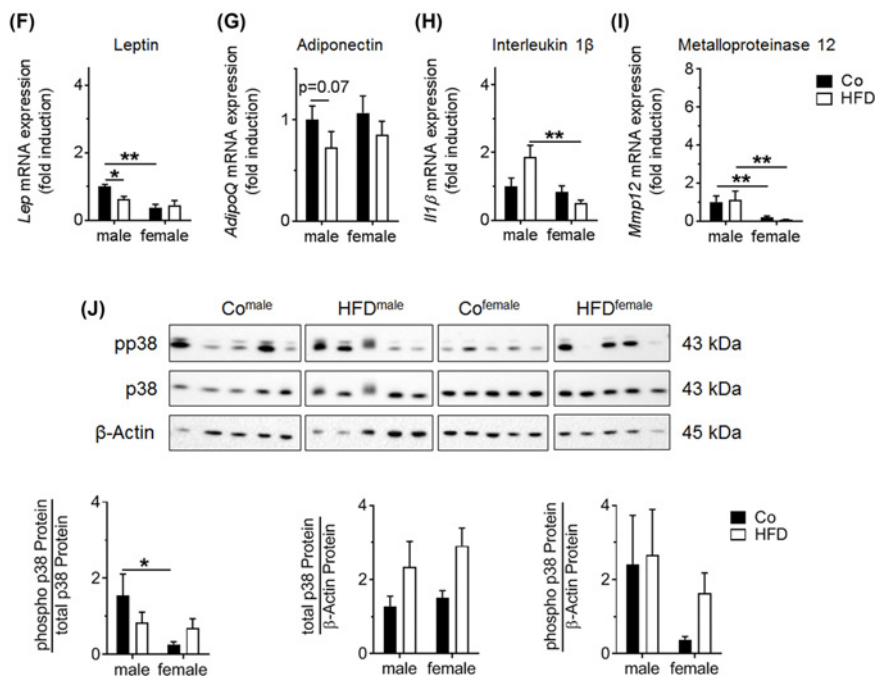 (F)
Leptin
Lep mRNA expression
(fold induction)
4
2
0
**
*
male female
(G)
Adiponectin
AdipoQ mRNA expression
(fold induction)
1
0
p=0.07
male female
(H)
Interleukin 1β
Il1β mRNA expression
(fold induction)
4
2
0
**
male female
(I)
Metalloproteinase 12
Mmp12 mRNA expression
(fold induction)
8
6
4
2
0
**
**
male female
Co
HFD
(J)
Comale HFDmale Cofemale HFDfemale
pp38 43 kDa
p38 43 kDa
β-Actin 45 kDa
phospho p38 Protein
total p38 Protein
4
2
0
*
male female
total p38 Protein
β-Actin Protein
4
2
0
male female
phospho p38 Protein
β-Actin Protein
4
2
0
male female
Co
HFD